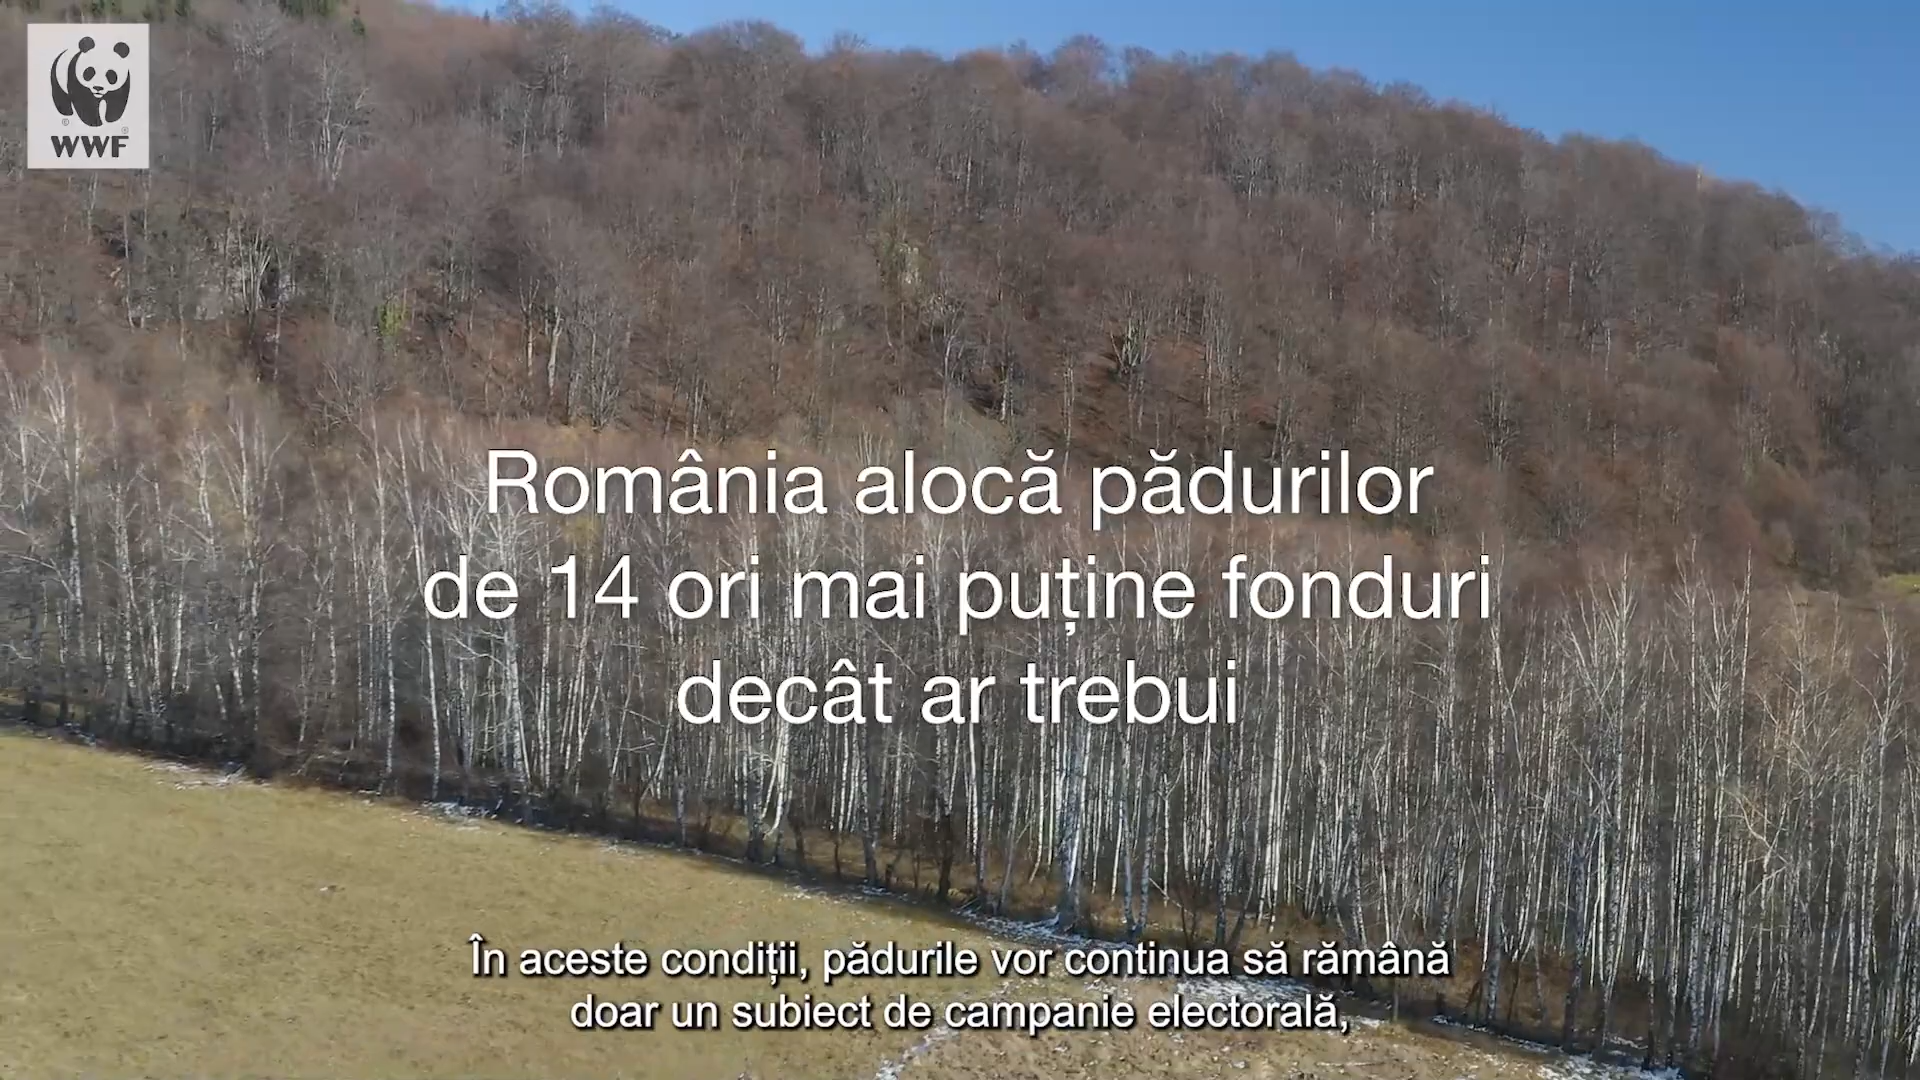 WWF
România alocă pădurilor
de 14 ori mai puține fonduri
decât ar trebui
În aceste condiții, pădurile vor continua să rămână
doar un subiect de campanie electorală,